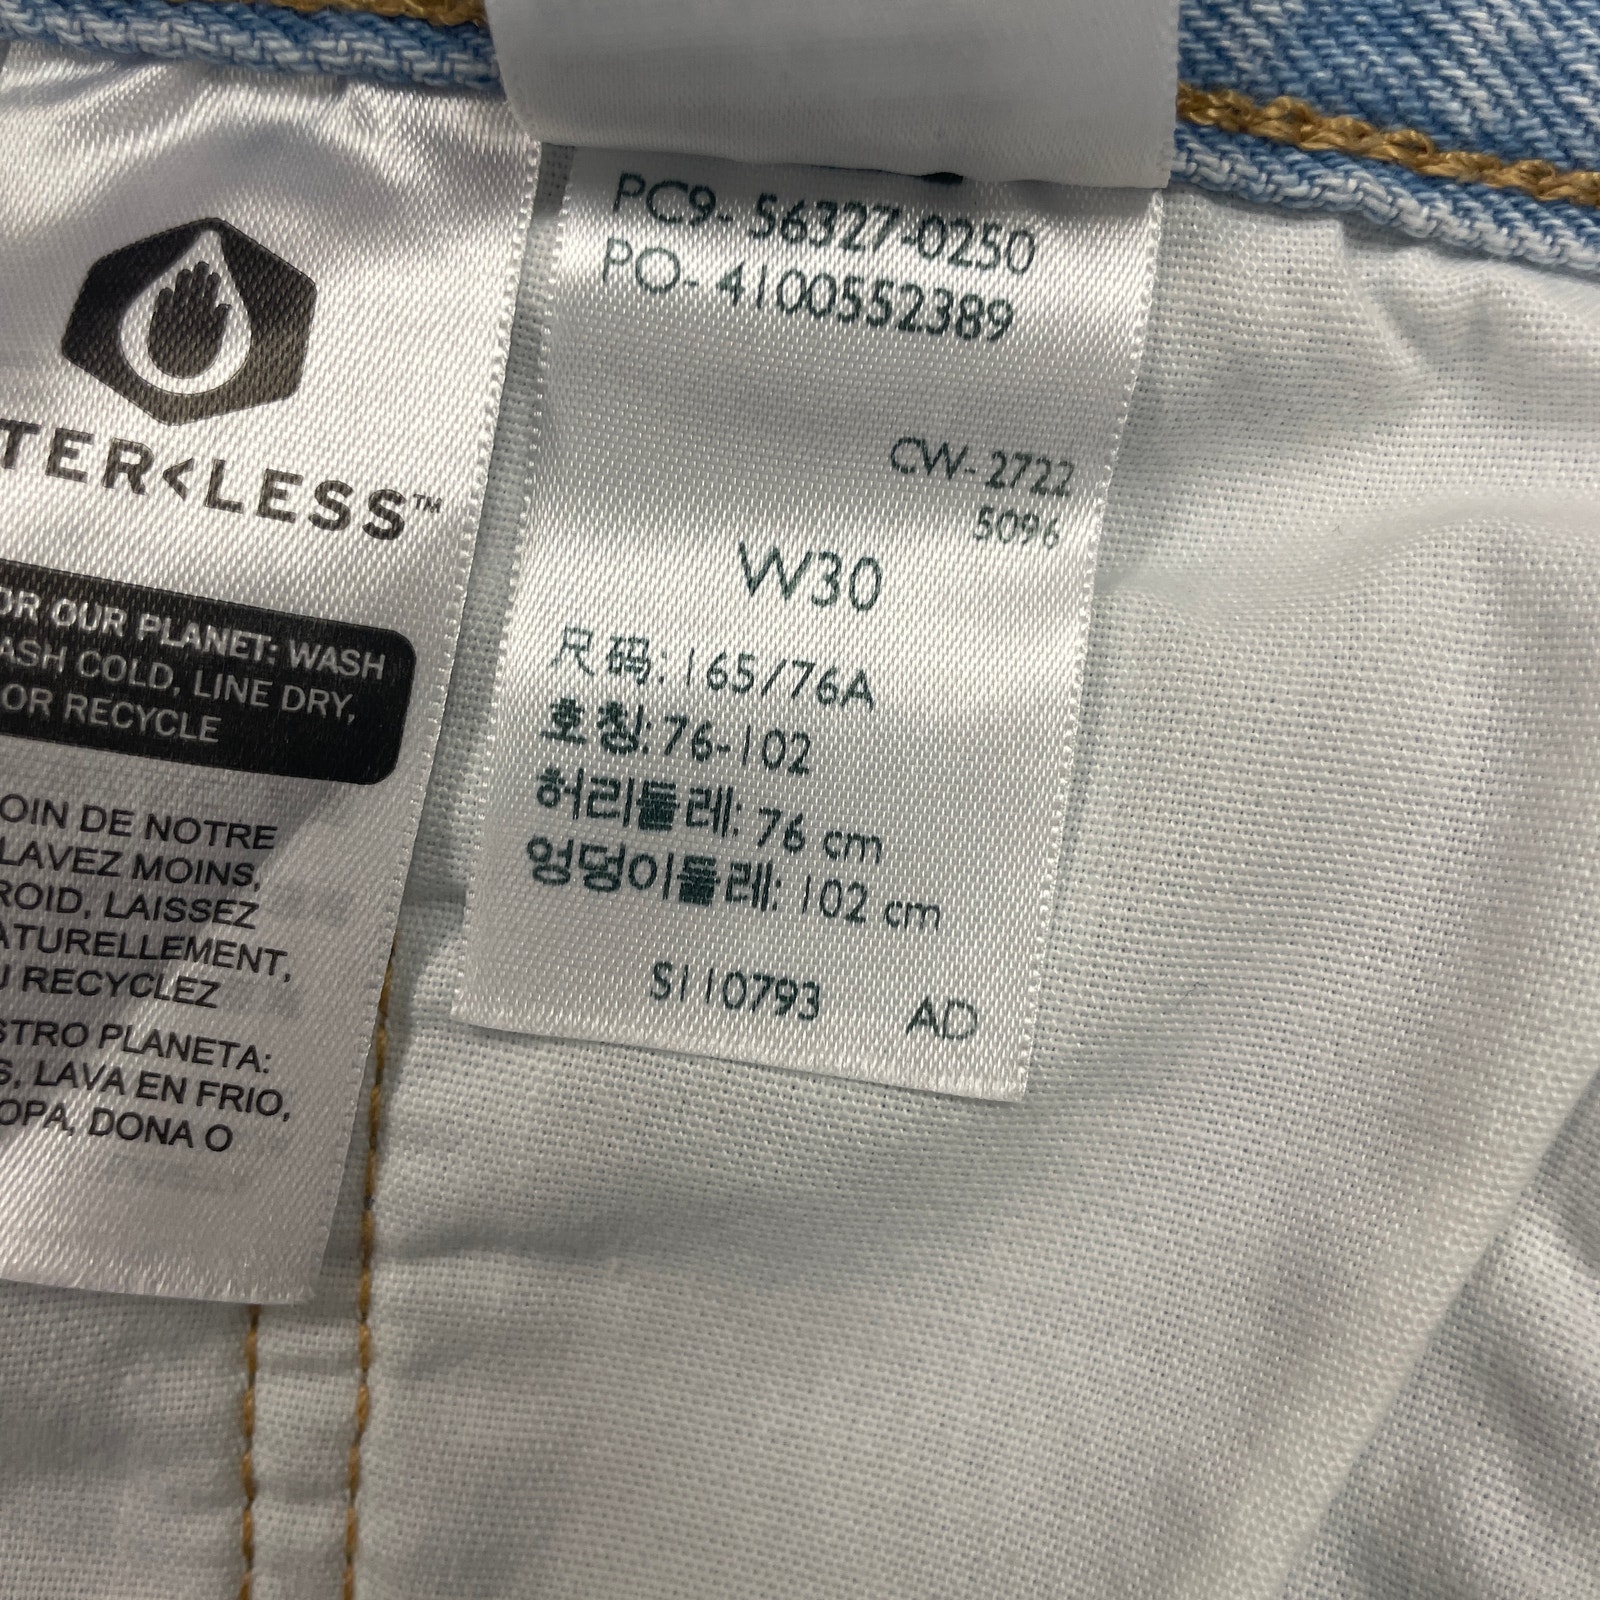 TER<LESS™
OR OUR PLANET: WASH
ASH COLD, LINE DRY,
OR RECYCLE
OIN DE NOTRE
LAVEZ MOINS,
ROID, LAISSEZ
ATURELLEMENT,
U RECYCLEZ
STRO PLANETA:
S, LAVA EN FRIO,
OPA, DONA O
PC9- 56327-0250
PO- 4100552389
CW-2722
5096
W30
尺码: 165/76A
호칭: 76-102
허리둘레: 76 cm
엉덩이둘레: 102 cm
S110793 AD